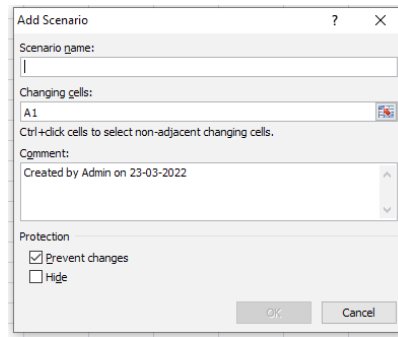 Add Scenario
Scenario name:
Changing cells:
A1
Ctrl+click cells to select non-adjacent changing cells.
Comment:
Created by Admin on 23-03-2022
Protection
Prevent changes
Hide
OK Cancel